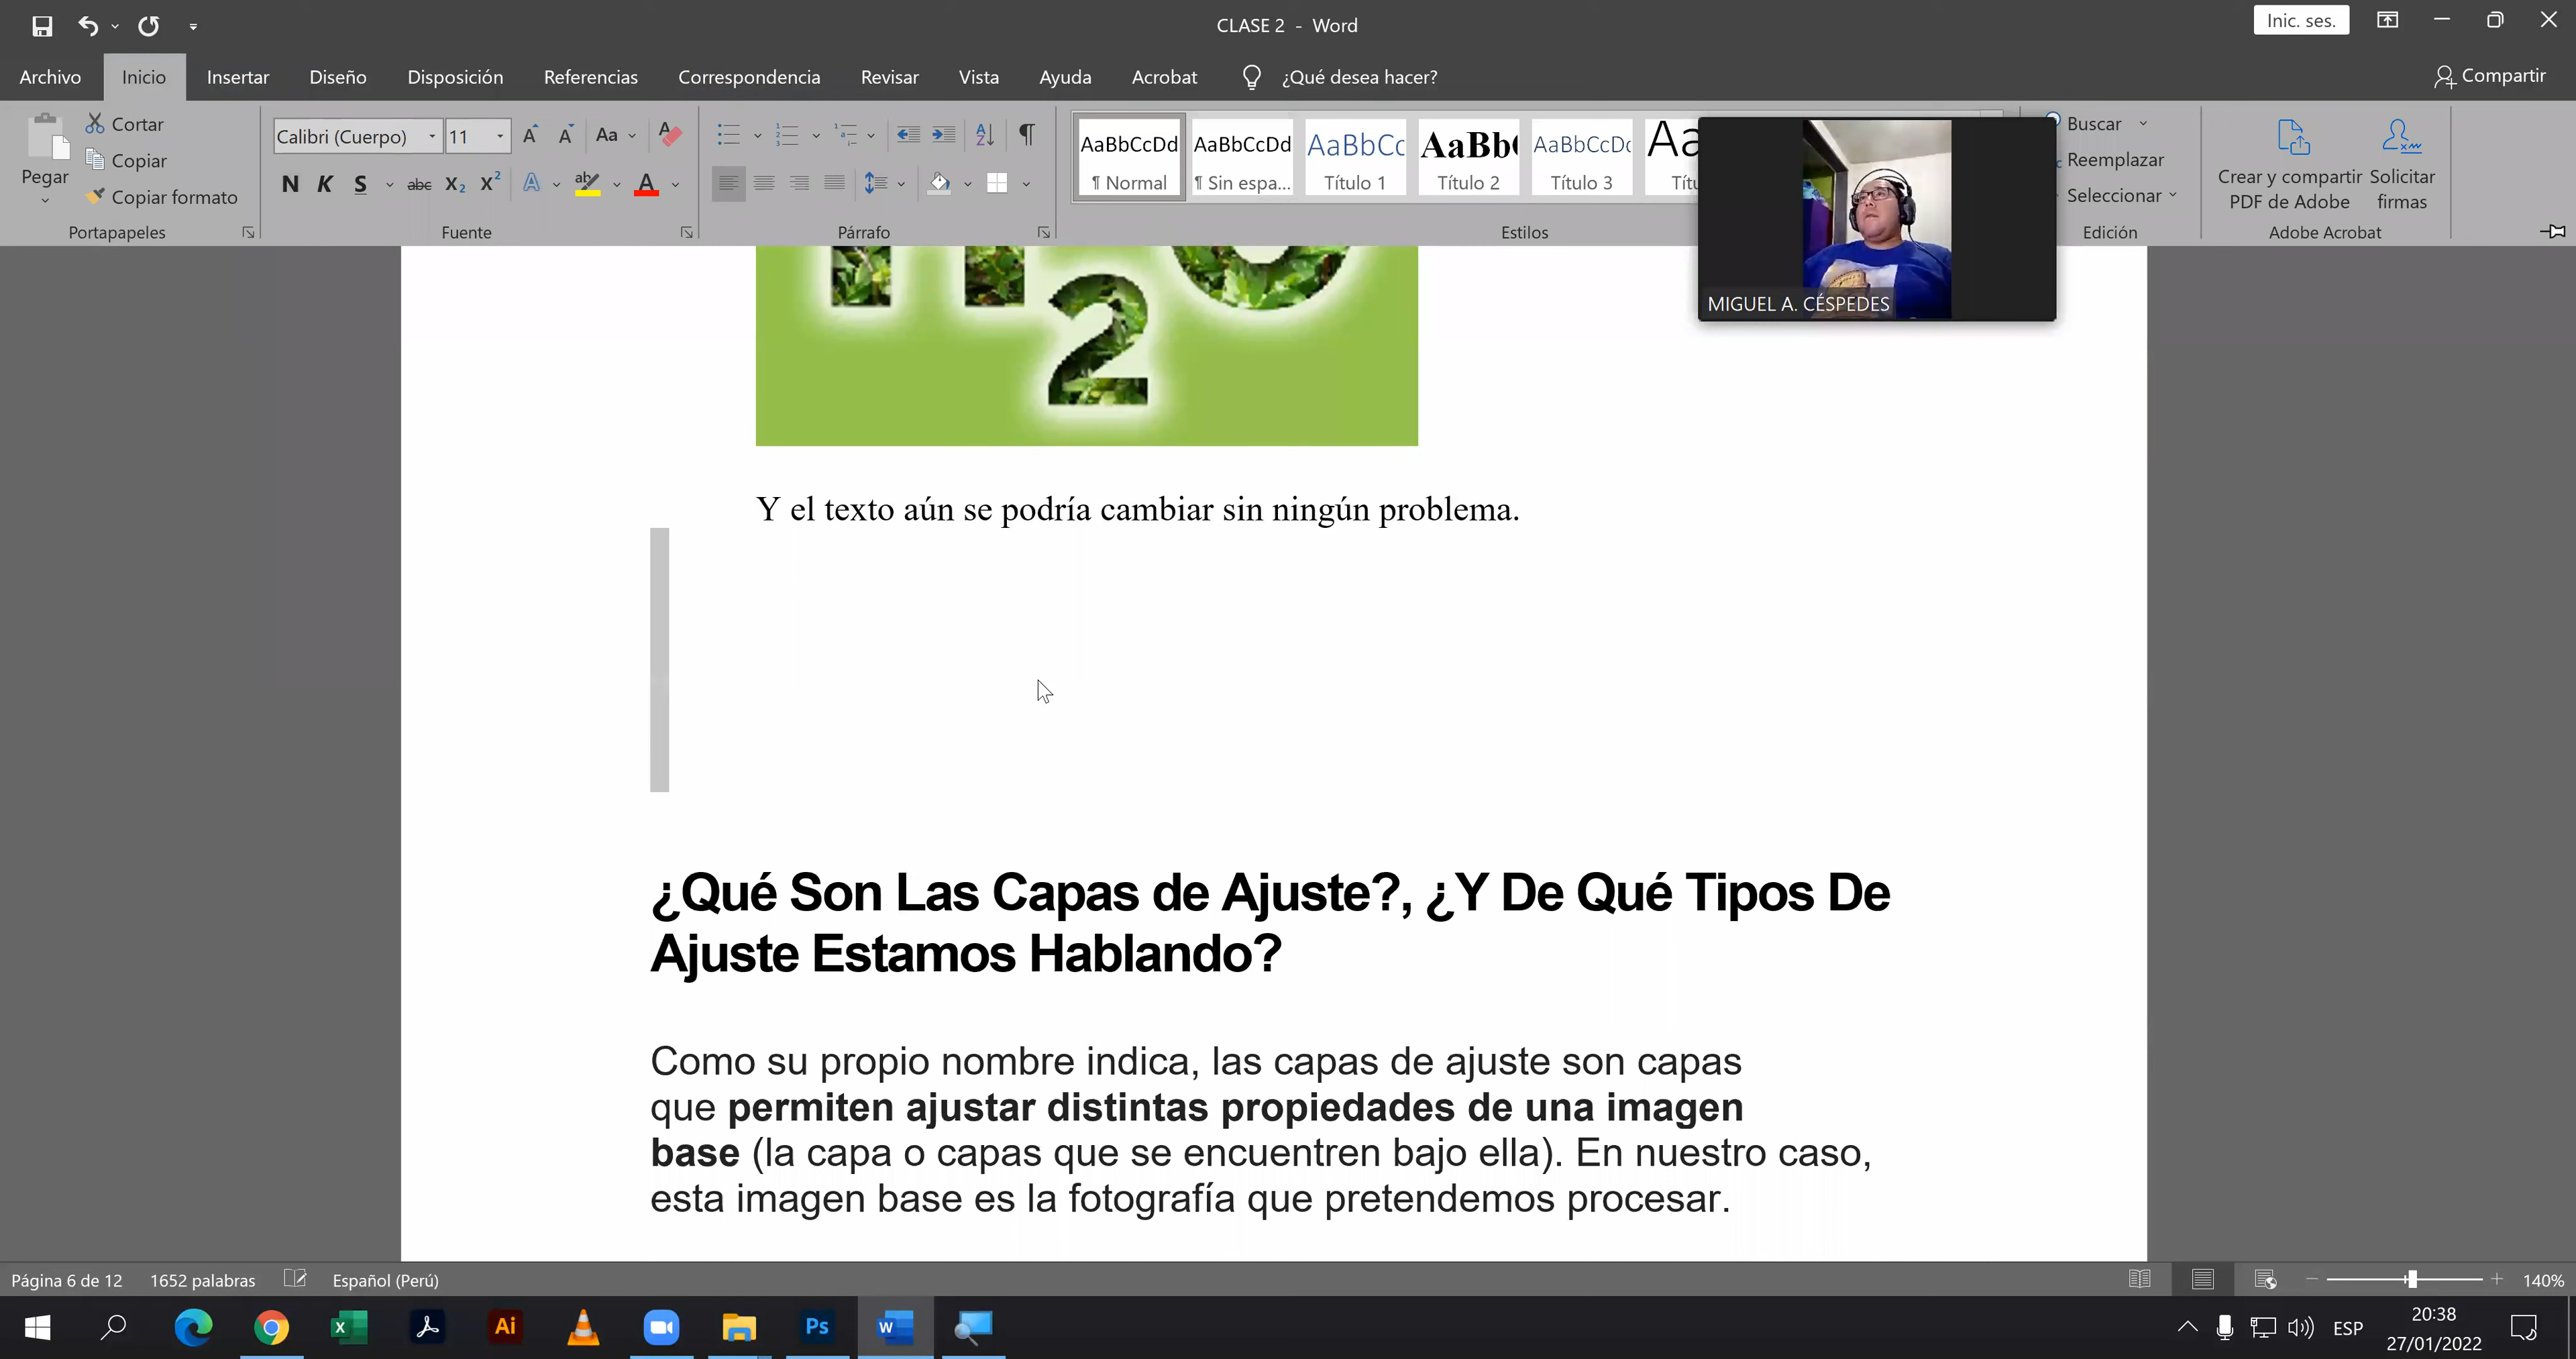 CLASE 2 - Word
Inic. ses.
Archivo Inicio Insertar Diseño Disposición Referencias Correspondencia Revisar Vista Ayuda Acrobat ¿Qué desea hacer? Compartir
Pegar
Cortar
Copiar
Copiar formato
Portapapeles
Calibri (Cuerpo) 11
Aa
N K S abc X₂ X² A ab A
Fuente
Párrafo
AaBbCcDd AaBbCcDd AaBbCc AaBb AaBbCcDc Aa
¶ Normal ¶ Sin espa... Título 1 Título 2 Título 3 Títu
Estilos
Buscar
Reemplazar
Seleccionar
Edición
Crear y compartir
PDF de Adobe
Solicitar
firmas
Adobe Acrobat
MIGUEL A. CÉSPEDES
2
Y el texto aún se podría cambiar sin ningún problema.
¿Qué Son Las Capas de Ajuste?, ¿Y De Qué Tipos De
Ajuste Estamos Hablando?
Como su propio nombre indica, las capas de ajuste son capas
que permiten ajustar distintas propiedades de una imagen
base (la capa o capas que se encuentren bajo ella). En nuestro caso,
esta imagen base es la fotografía que pretendemos procesar.
Página 6 de 12 1652 palabras Español (Perú) 140%
Ai Ps W ESP
20:38
27/01/2022